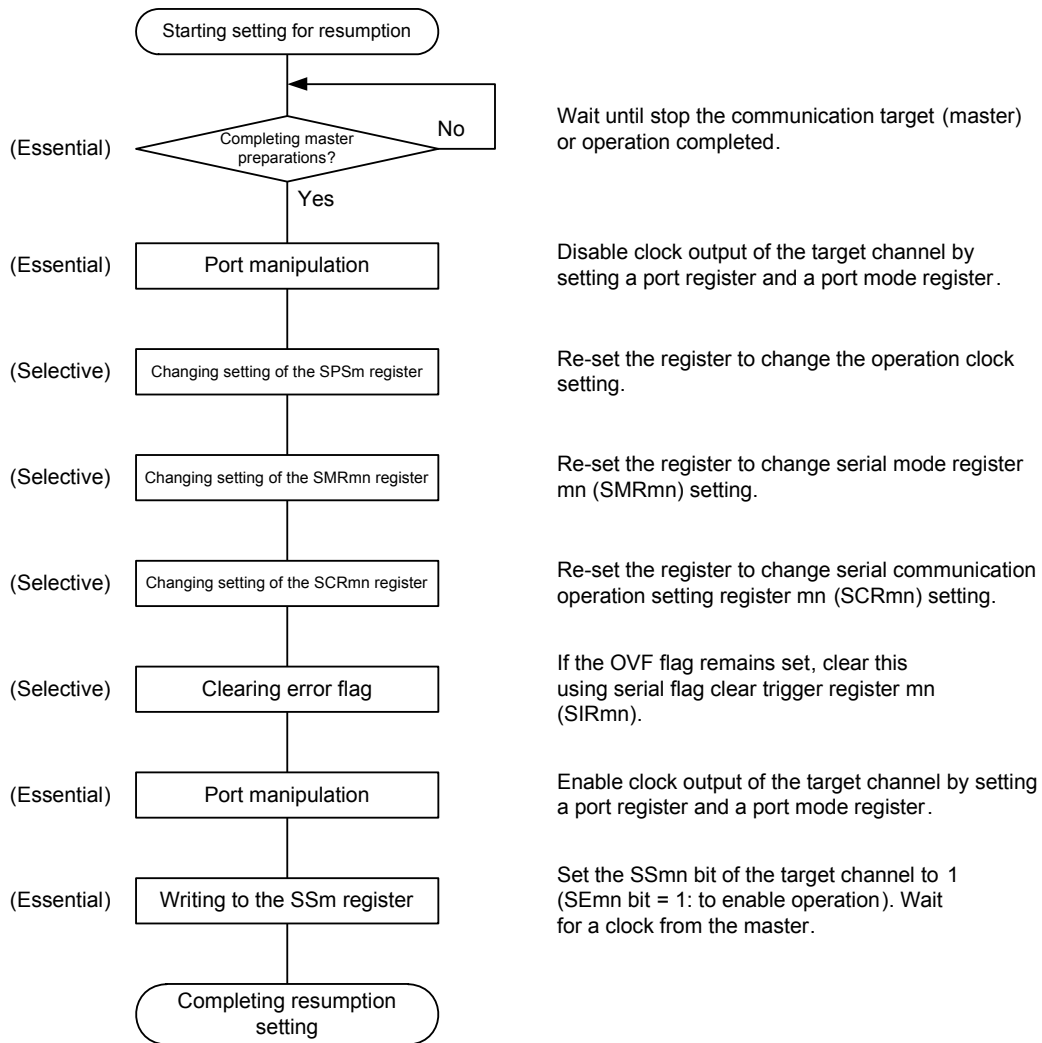 Starting setting for resumption
(Essential)
Completing master
preparations?
No
Yes
Wait until stop the communication target (master)
or operation completed.
(Essential)
Port manipulation
Disable clock output of the target channel by
setting a port register and a port mode register.
(Selective)
Changing setting of the SPSm register
Re-set the register to change the operation clock
setting.
(Selective)
Changing setting of the SMRmn register
Re-set the register to change serial mode register
mn (SMRmn) setting.
(Selective)
Changing setting of the SCRmn register
Re-set the register to change serial communication
operation setting register mn (SCRmn) setting.
(Selective)
Clearing error flag
If the OVF flag remains set, clear this
using serial flag clear trigger register mn
(SIRmn).
(Essential)
Port manipulation
Enable clock output of the target channel by setting
a port register and a port mode register.
(Essential)
Writing to the SSm register
Set the SSmn bit of the target channel to 1
(SEmn bit = 1: to enable operation). Wait
for a clock from the master.
Completing resumption
setting